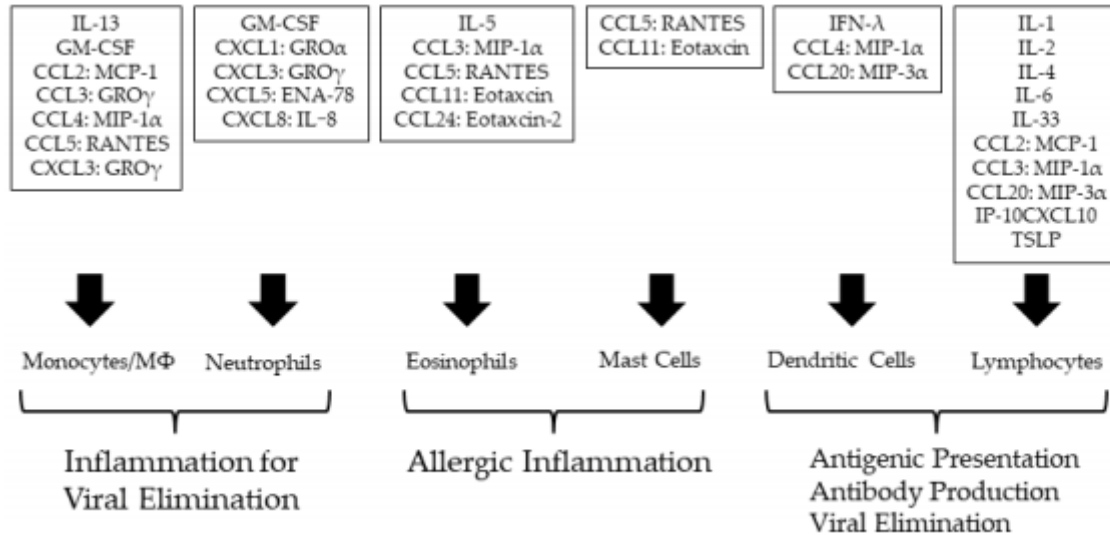 IL-13
GM-CSF
CCL2: MCP-1
CCL3: GROγ
CCL4: MIP-1α
CCL5: RANTES
CXCL3: GROγ
GM-CSF
CXCL1: GROα
CXCL3: GROγ
CXCL5: ENA-78
CXCL8: IL-8
IL-5
CCL3: MIP-1α
CCL5: RANTES
CCL11: Eotaxcin
CCL24: Eotaxcin-2
CCL5: RANTES
CCL11: Eotaxcin
IFN-λ
CCL4: MIP-1α
CCL20: MIP-3α
IL-1
IL-2
IL-4
IL-6
IL-33
CCL2: MCP-1
CCL3: MIP-1α
CCL20: MIP-3α
IP-10CXCL10
TSLP
Monocytes/MΦ
Neutrophils
Eosinophils
Mast Cells
Dendritic Cells
Lymphocytes
Inflammation for
Viral Elimination
Allergic Inflammation
Antigenic Presentation
Antibody Production
Viral Elimination